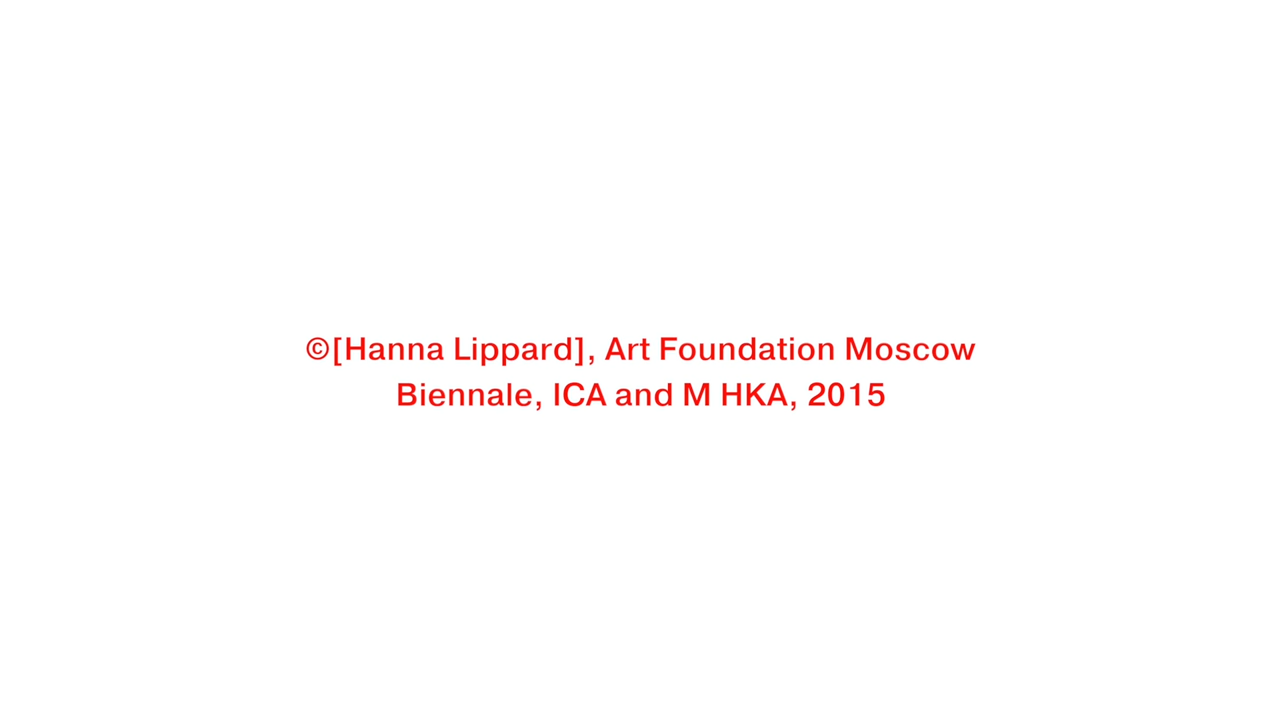 ©[Hanna Lippard], Art Foundation Moscow
Biennale, ICA and M HKA, 2015